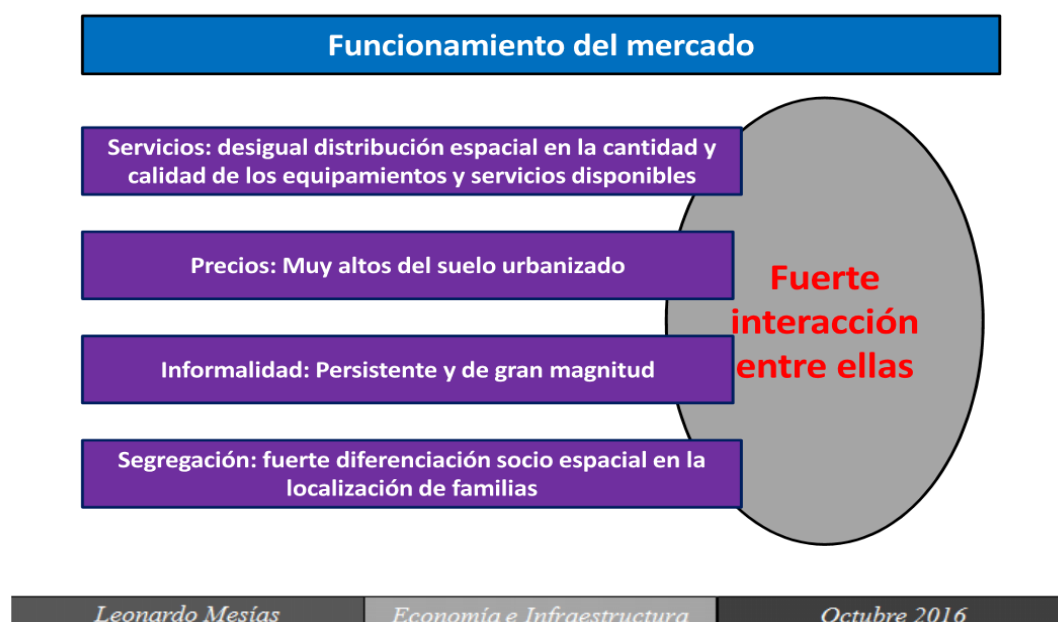 Funcionamiento del mercado
Servicios: desigual distribución espacial en la cantidad y
calidad de los equipamientos y servicios disponibles
Precios: Muy altos del suelo urbanizado
Informalidad: Persistente y de gran magnitud
Segregación: fuerte diferenciación socio espacial en la
localización de familias
Fuerte
interacción
entre ellas
Leonardo Mesías
Economía e Infraestructura
Octubre 2016